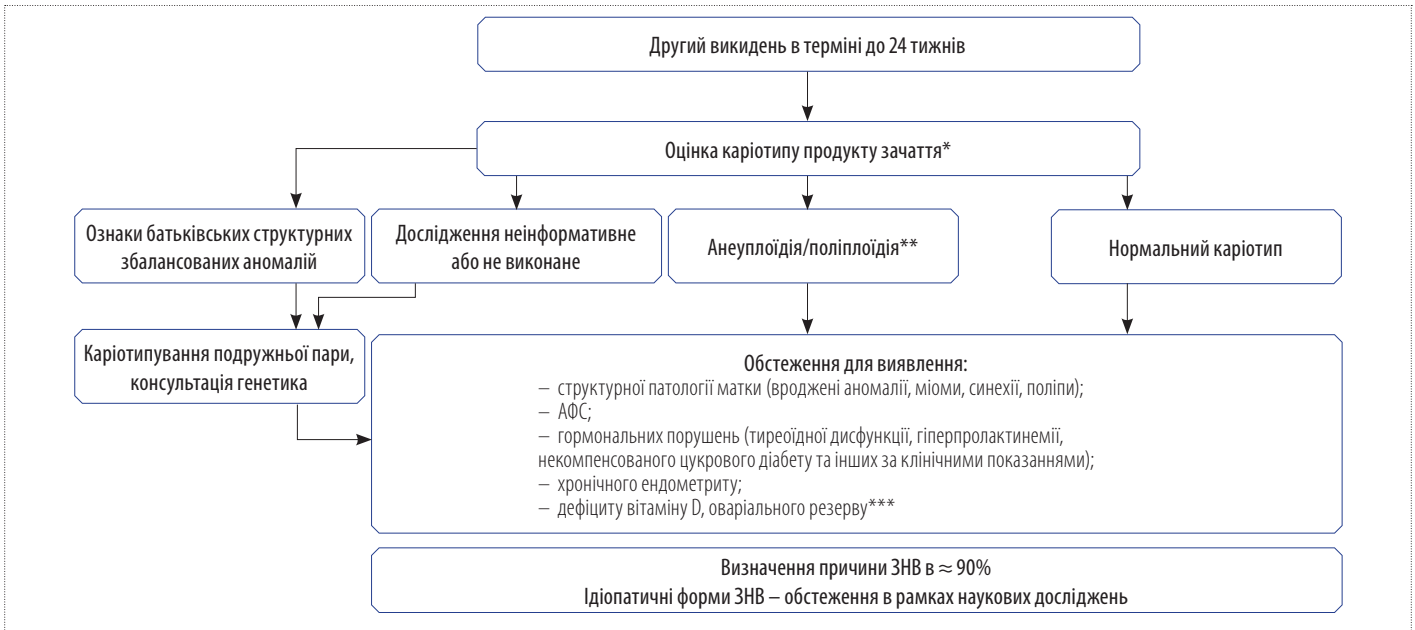 Другий викидень в терміні до 24 тижнів
Оцінка каріотипу продукту зачаття*
Ознаки батьківських структурних
збалансованих аномалій
Дослідження неінформативне
або не виконане
Анеуплоїдія/поліплоїдія**
Нормальний каріотип
Каріотипування подружньої пари,
консультація генетика
Обстеження для виявлення:
– структурної патології матки (вроджені аномалії, міоми, синехії, поліпи);
– АФС;
– гормональних порушень (тиреоїдної дисфункції, гіперпролактинемії,
некомпенсованого цукрового діабету та інших за клінічними показаннями);
– хронічного ендометриту;
– дефіциту вітаміну D, оваріального резерву***
Визначення причини ЗНВ в ≈ 90%
Ідіопатичні форми ЗНВ – обстеження в рамках наукових досліджень